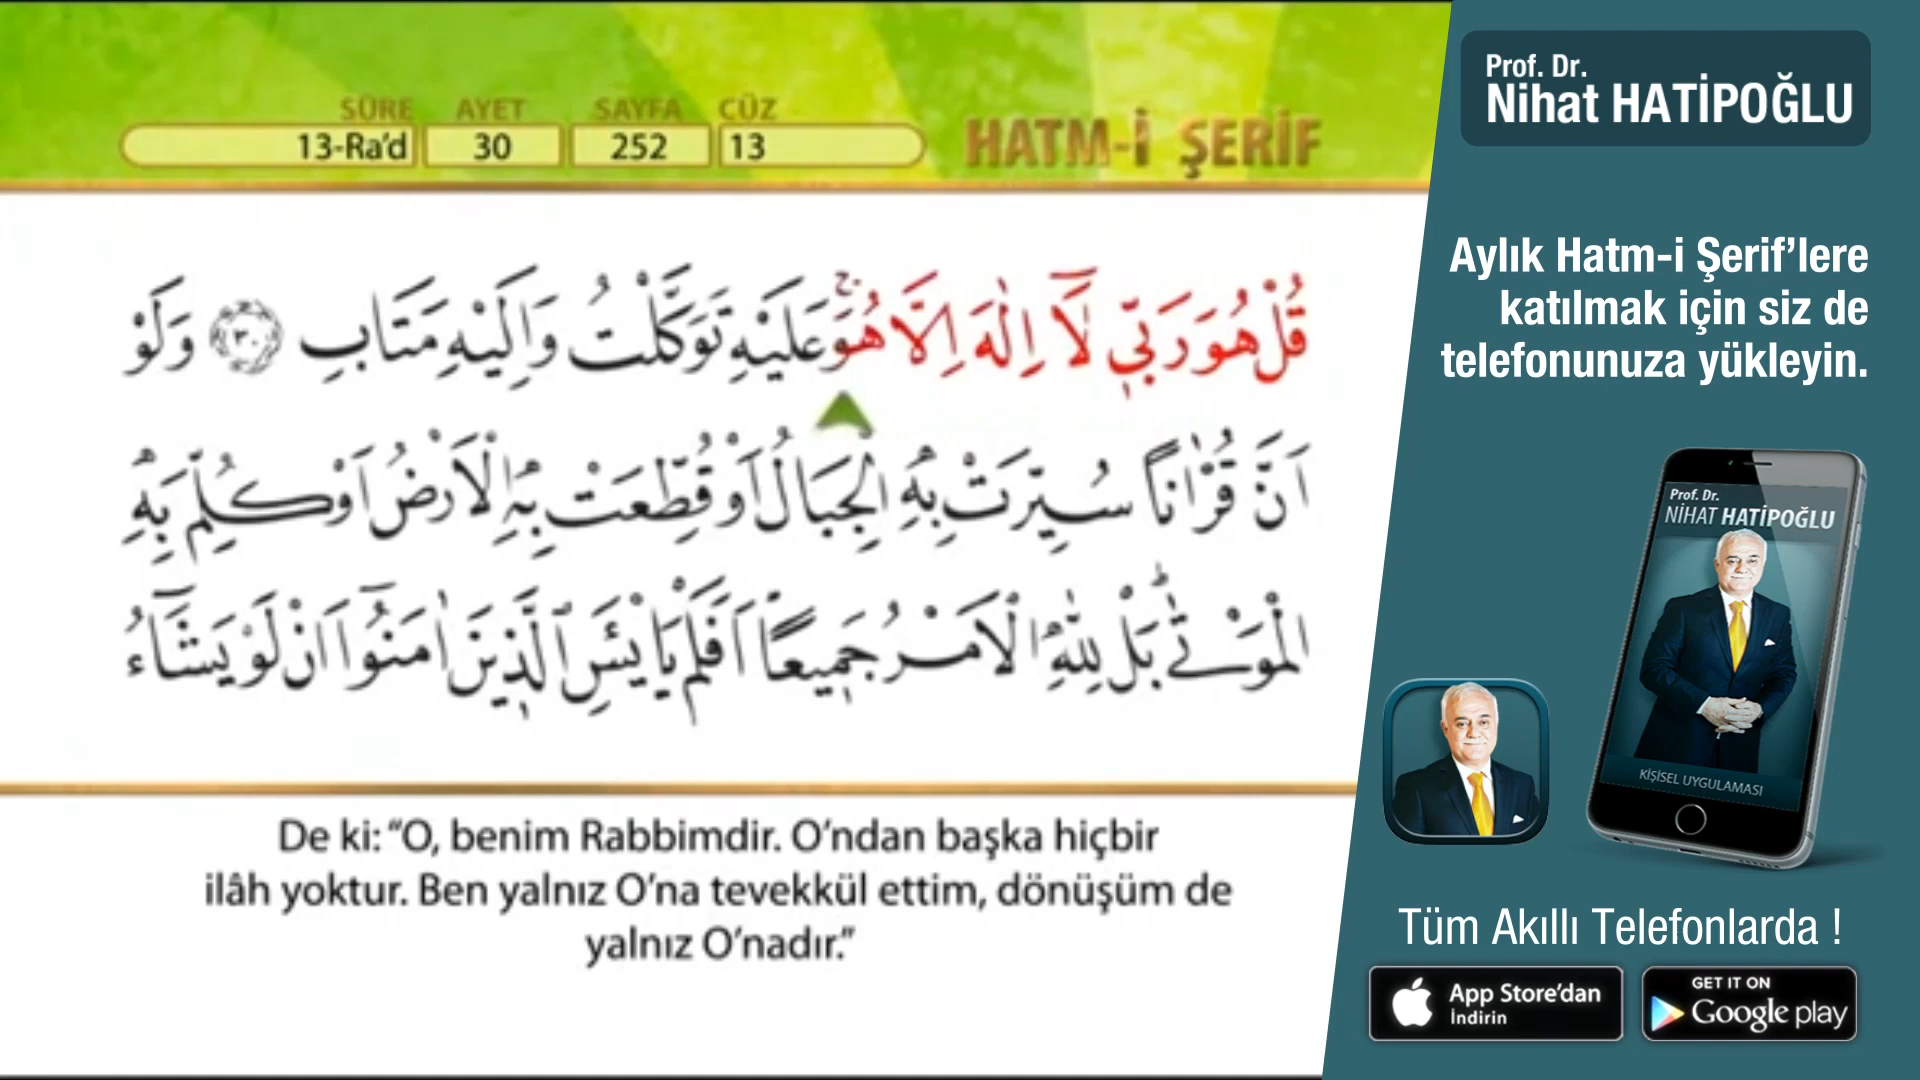 SÛRE AYET SAYFA CÜZ
13-Ra'd 30 252 13
HATM-İ ŞERİF
قُلْ هُوَ رَبّٖي لَٓا اِلٰهَ اِلَّا هُوَۚ عَلَيْهِ تَوَكَّلْتُ وَاِلَيْهِ مَتَابِ ﴿٣٠﴾ وَلَوْ
اَنَّ قُرْاٰناً سُيِّرَتْ بِهِ الْجِبَالُ اَوْ قُطِّعَتْ بِهِ الْاَرْضُ اَوْ كُلِّمَ بِهِ
الْمَوْتٰىۜ بَلْ لِلّٰهِ الْاَمْرُ جَمٖيعاًۜ اَفَلَمْ يَا۬يْـَٔسِ الَّذٖينَ اٰمَنُٓوا اَنْ لَوْ يَشَٓاءُ
De ki: “O, benim Rabbimdir. O’ndan başka hiçbir
ilâh yoktur. Ben yalnız O’na tevekkül ettim, dönüşüm de
yalnız O’nadır.”
Prof. Dr.
Nihat HATİPOĞLU
Aylık Hatm-i Şerif’lere
katılmak için siz de
telefonunuza yükleyin.
Prof. Dr.
NİHAT HATİPOĞLU
KİŞİSEL UYGULAMASI
Tüm Akıllı Telefonlarda !
App Store’dan
İndirin
GET IT ON
Google play